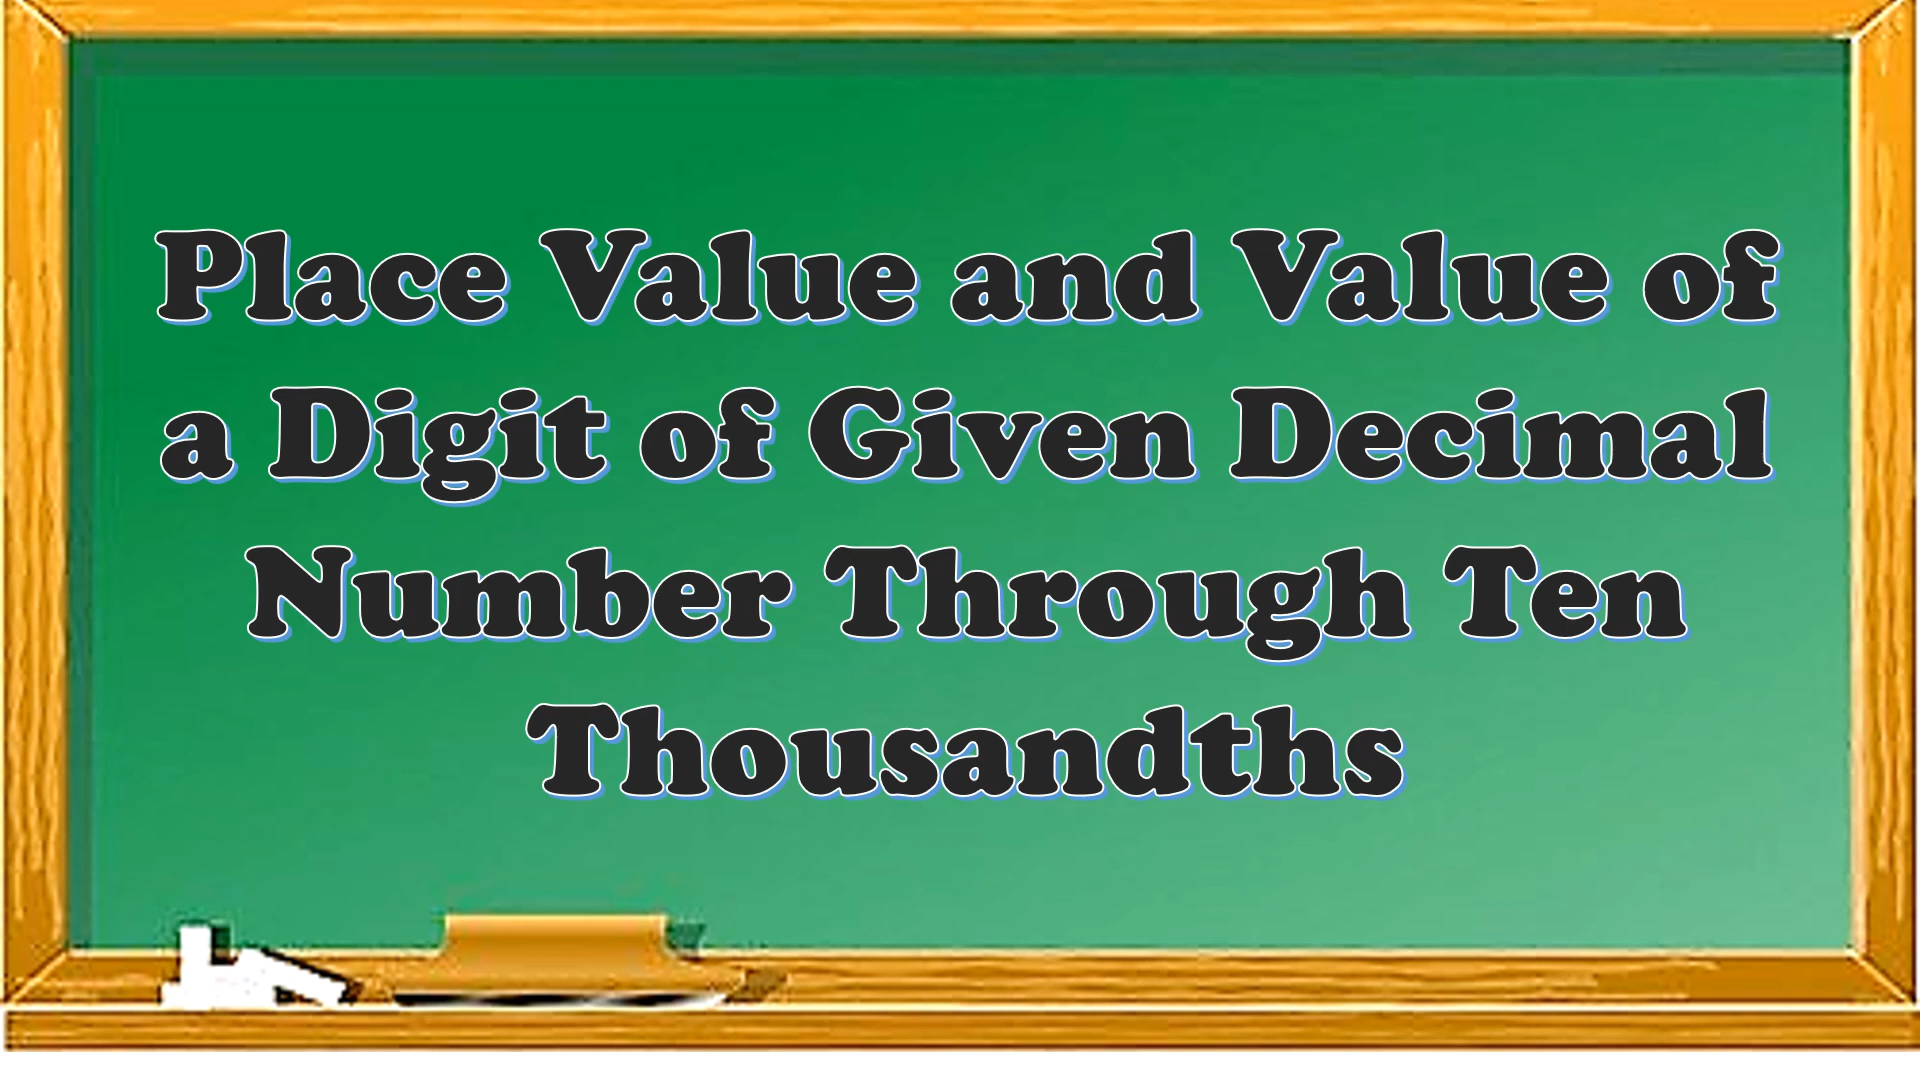 Place Value and Value of
a Digit of Given Decimal
Number Through Ten
Thousandths